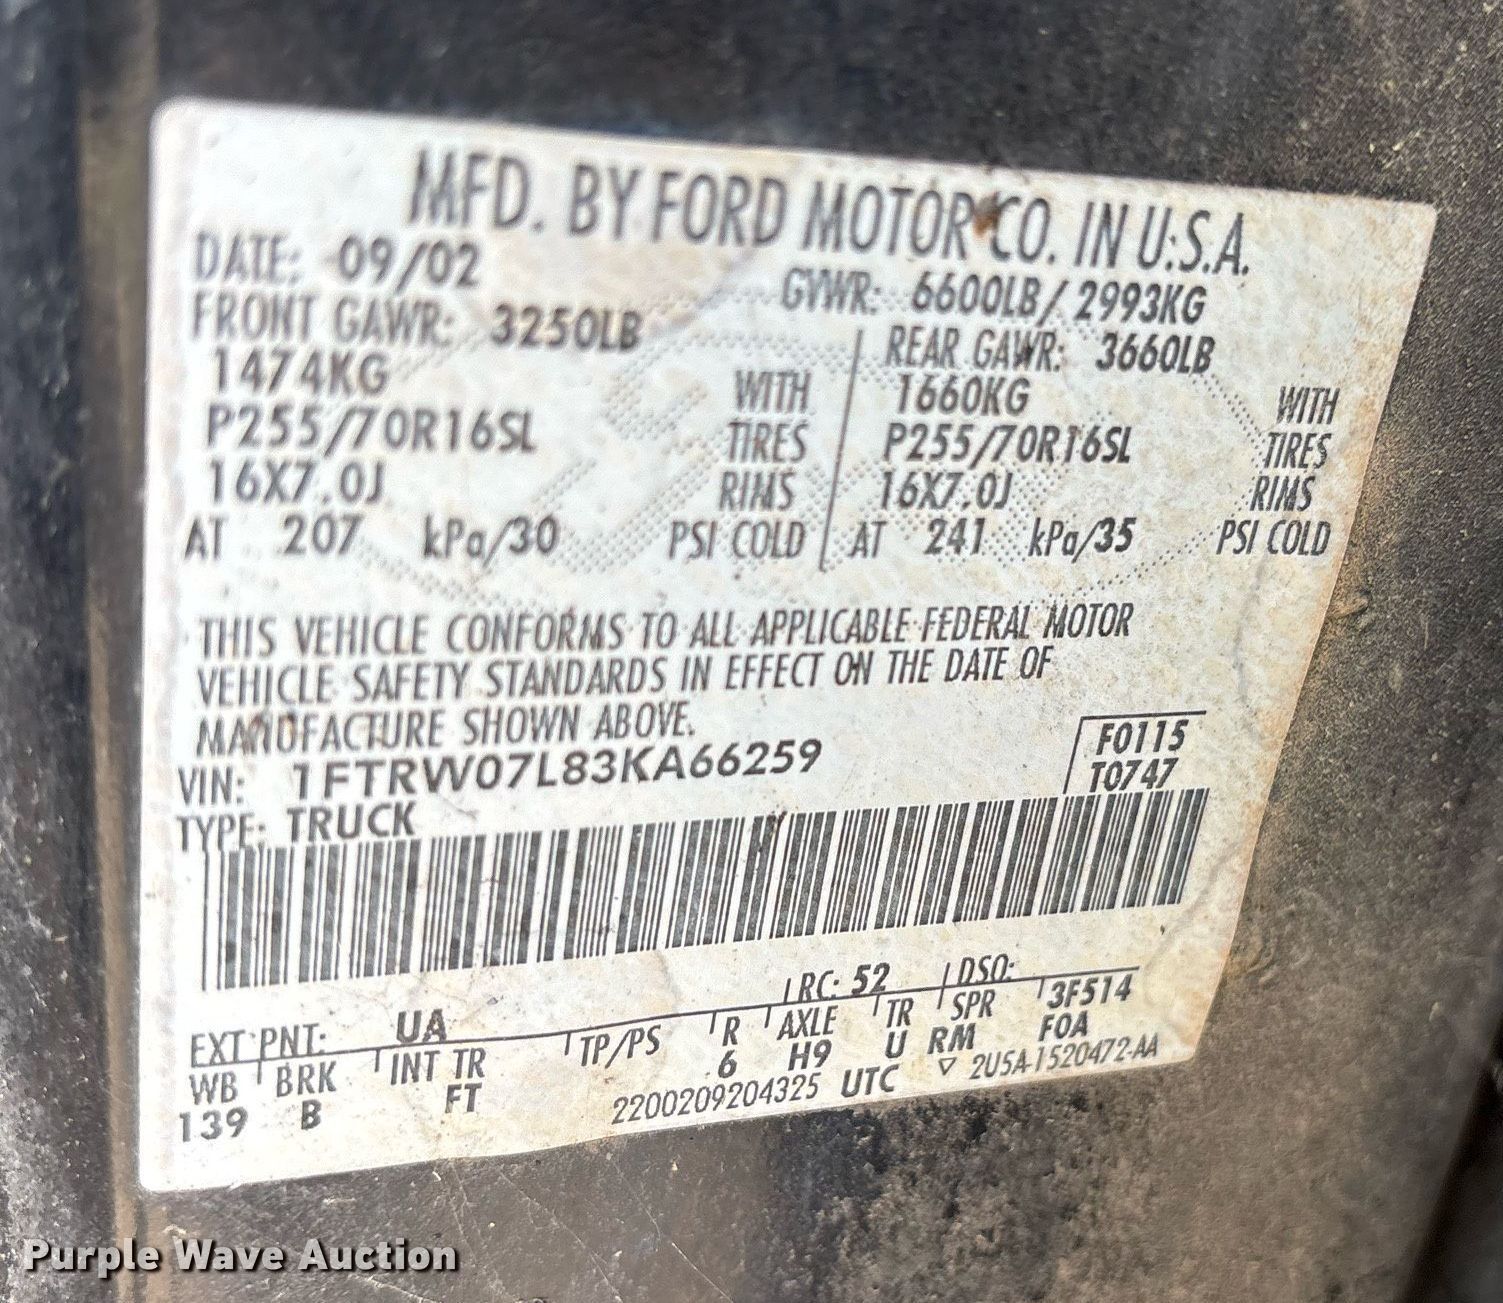 MFD. BY FORD MOTOR CO. IN U.S.A.
DATE: 09/02 GVWR: 6600LB/ 2993KG
FRONT GAWR: 3250LB REAR GAWR: 3660LB
1474KG WITH 1660KG WITH
P255/70R16SL TIRES P255/70R16SL TIRES
16X7.0J RIMS 16X7.0J RIMS
AT 207 kPa/30 PSI COLD AT 241 kPa/35 PSI COLD
THIS VEHICLE CONFORMS TO ALL APPLICABLE FEDERAL MOTOR
VEHICLE SAFETY STANDARDS IN EFFECT ON THE DATE OF
MANUFACTURE SHOWN ABOVE.
VIN: 1FTRW07L83KA66259 F0115
TYPE: TRUCK T0747
EXT PNT: UA RC: 52 DSO:
WB BRK INT TR TP/PS R AXLE TR SPR 3F514
139 B FT 6 H9 U RM FOA
2200209204325 UTC ▽ 2U5A-1520472-AA
Purple Wave Auction